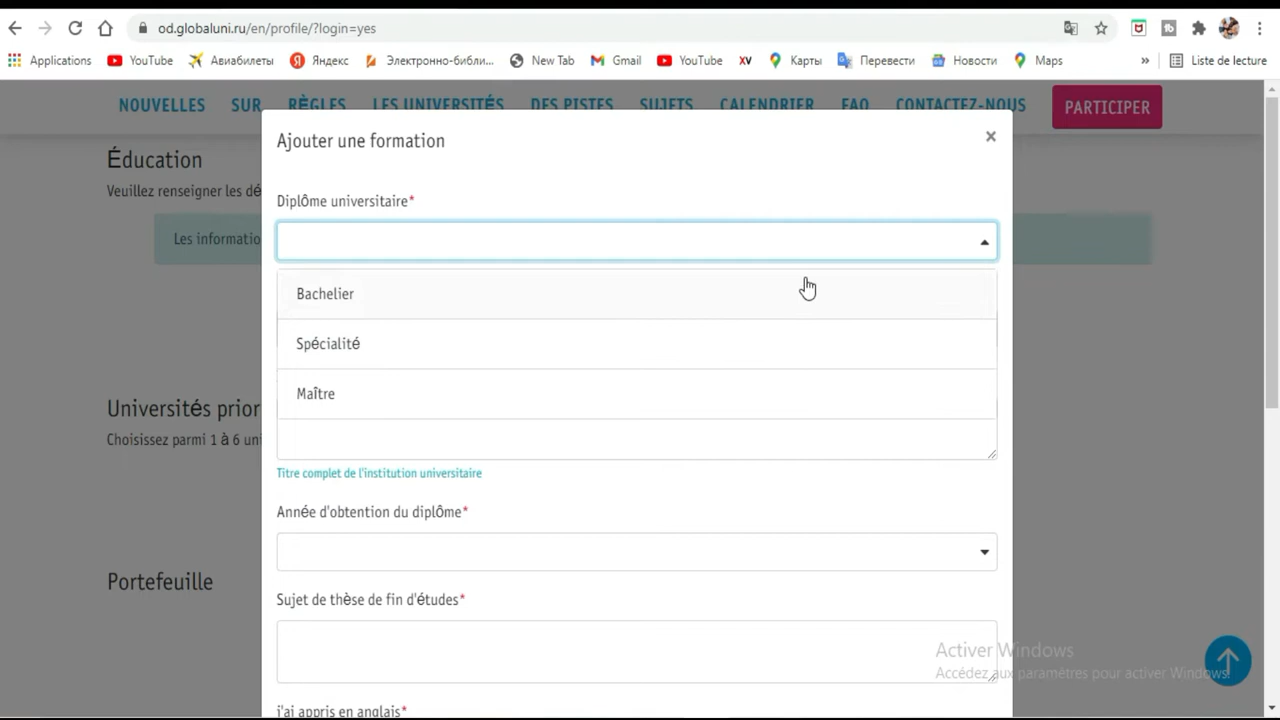 od.globaluni.ru/en/profile/?login=yes
Applications YouTube Авиабилеты Яндекс Электронно-библи... New Tab Gmail YouTube XV Карты Перевести Новости Maps » Liste de lecture
NOUVELLES SUR RÈGLES LES UNIVERSITÉS DES PISTES SUJETS CALENDRIER FAQ CONTACTEZ-NOUS PARTICIPER
Ajouter une formation ×
Éducation
Veuillez renseigner les dé
Diplôme universitaire*
Les informatio
Bachelier
Spécialité
Maître
Universités prior
Choisissez parmi 1 à 6 uni
Titre complet de l'institution universitaire
Année d'obtention du diplôme*
Portefeuille
Sujet de thèse de fin d'études*
Activer Windows
Accédez aux paramètres pour activer Windows.
j'ai appris en anglais*